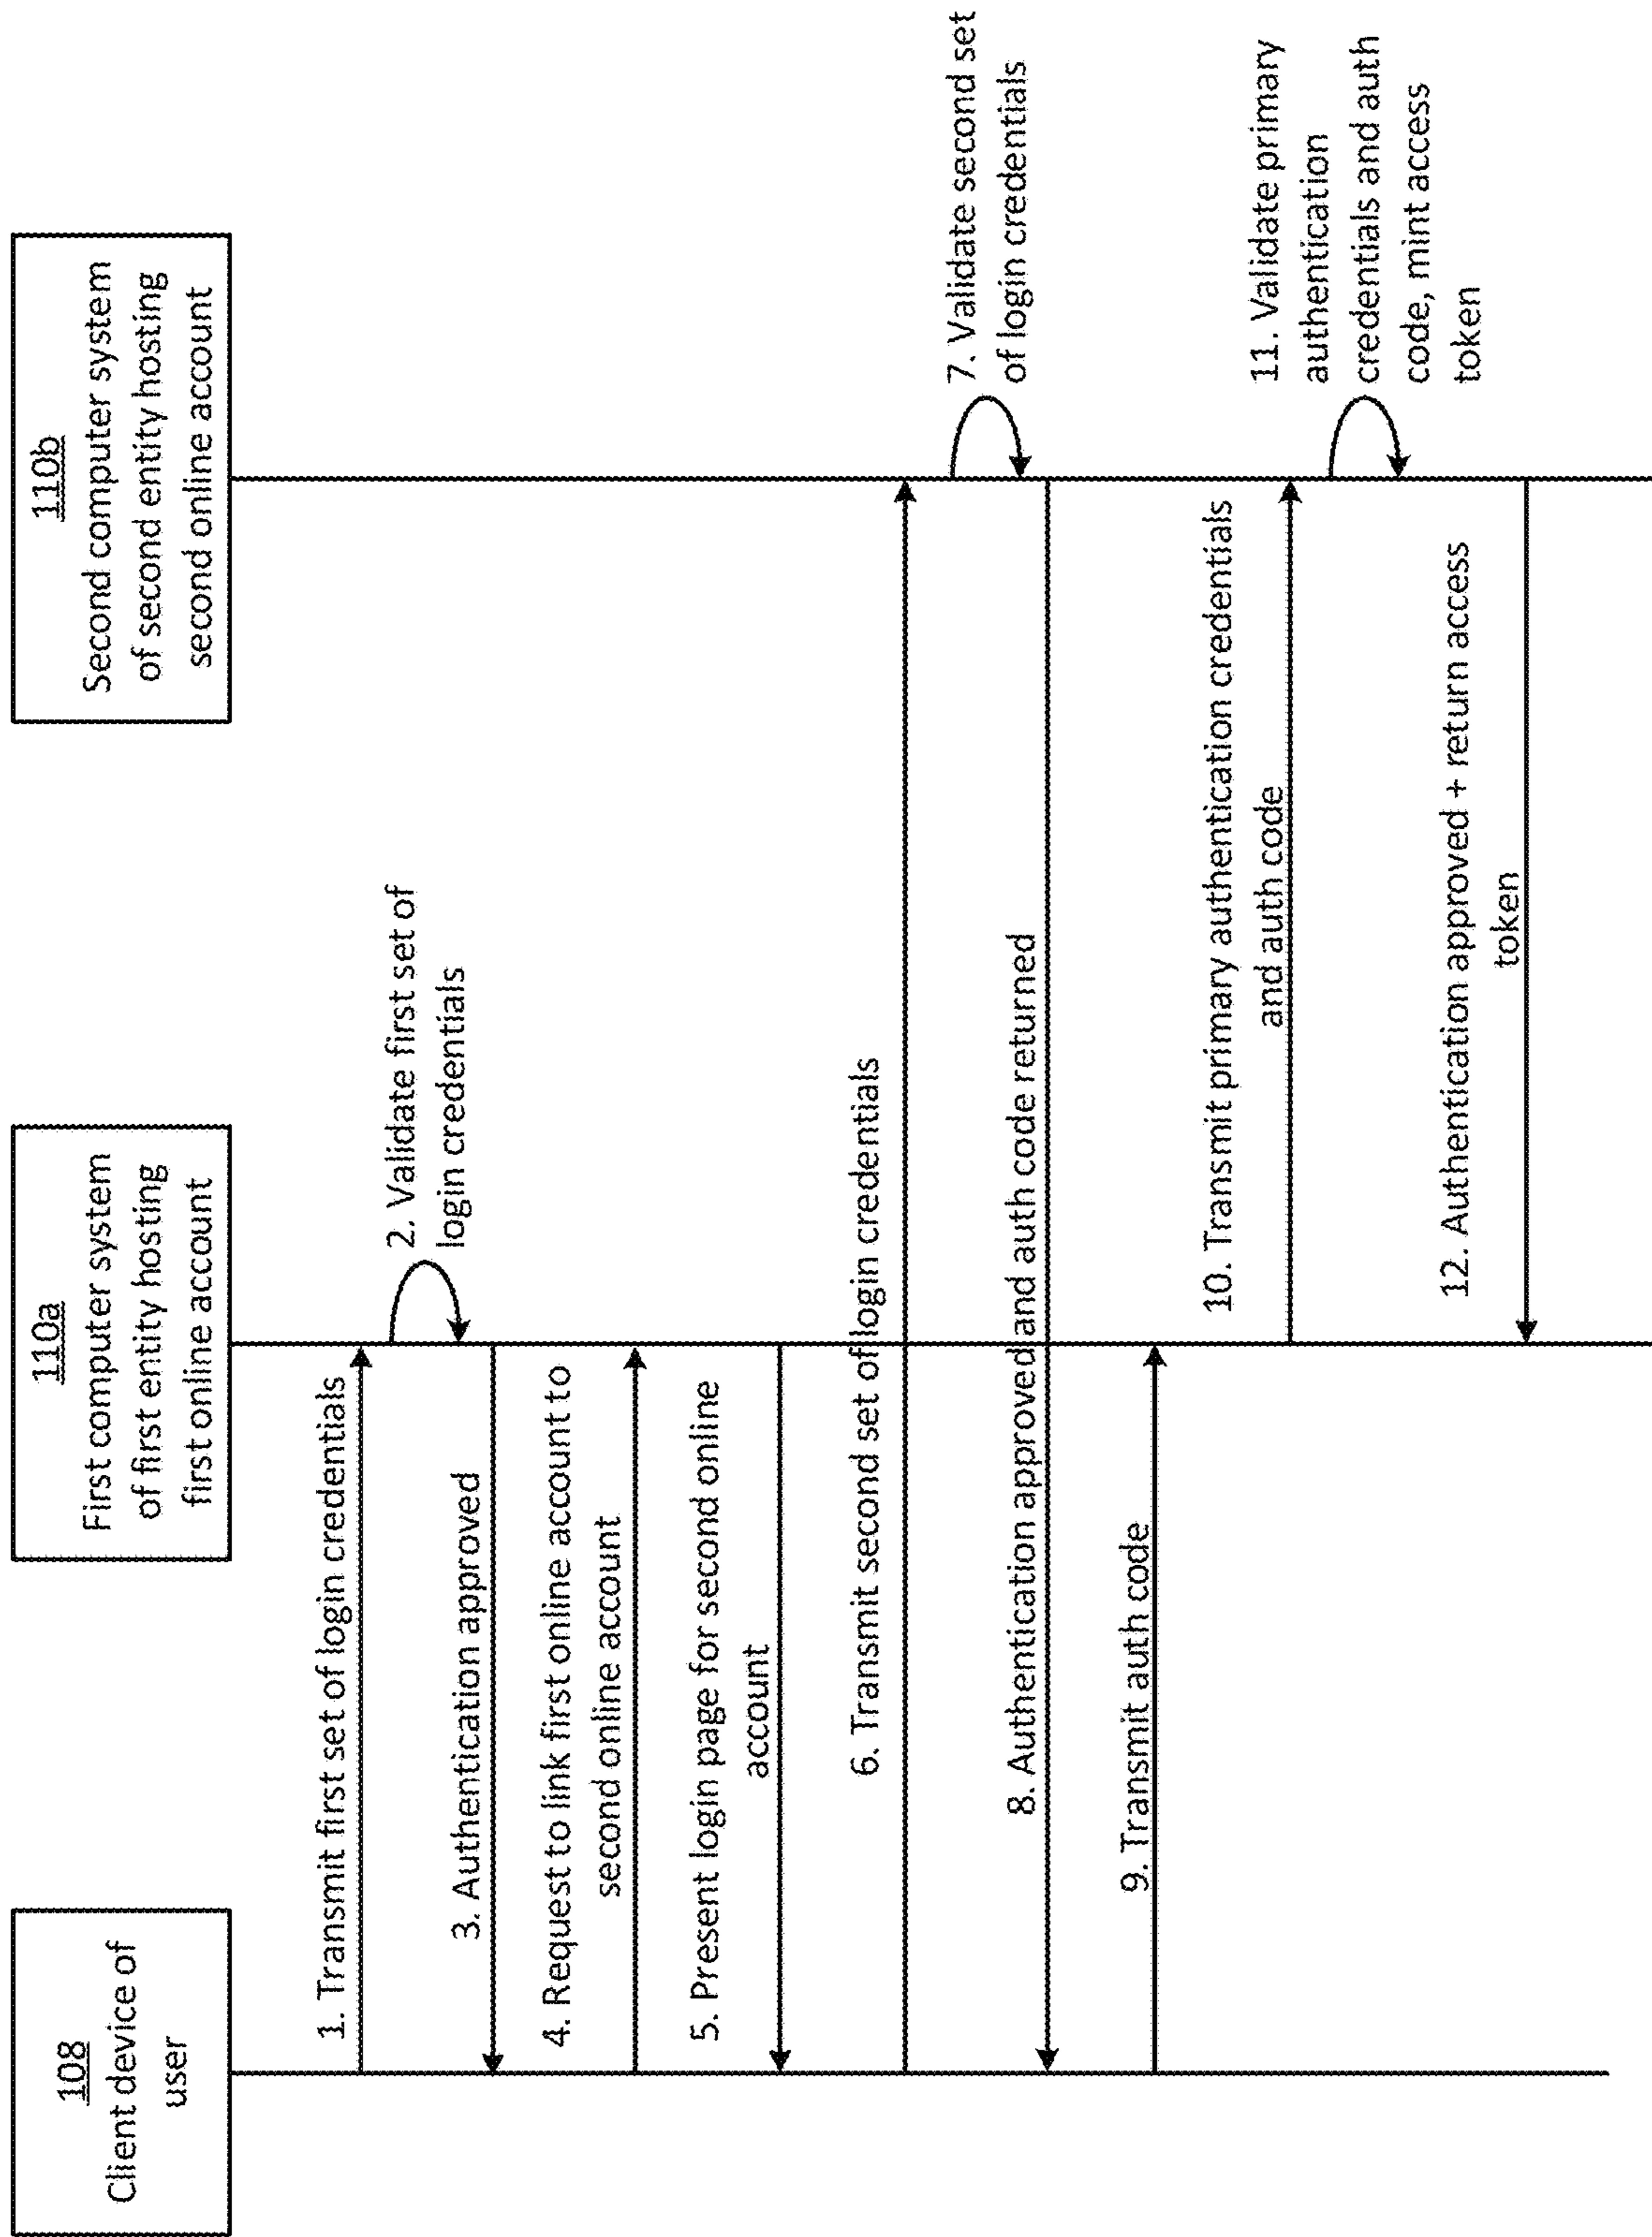 108
Client device of
user
110a
First computer system
of first entity hosting
first online account
110b
Second computer system
of second entity hosting
second online account
1. Transmit first set of login credentials
2. Validate first set of
login credentials
3. Authentication approved
4. Request to link first online account to
second online account
5. Present login page for second online
account
6. Transmit second set of login credentials
7. Validate second set
of login credentials
8. Authentication approved and auth code returned
9. Transmit auth code
10. Transmit primary authentication credentials
and auth code
11. Validate primary
authentication
credentials and auth
code, mint access
token
12. Authentication approved + return access
token